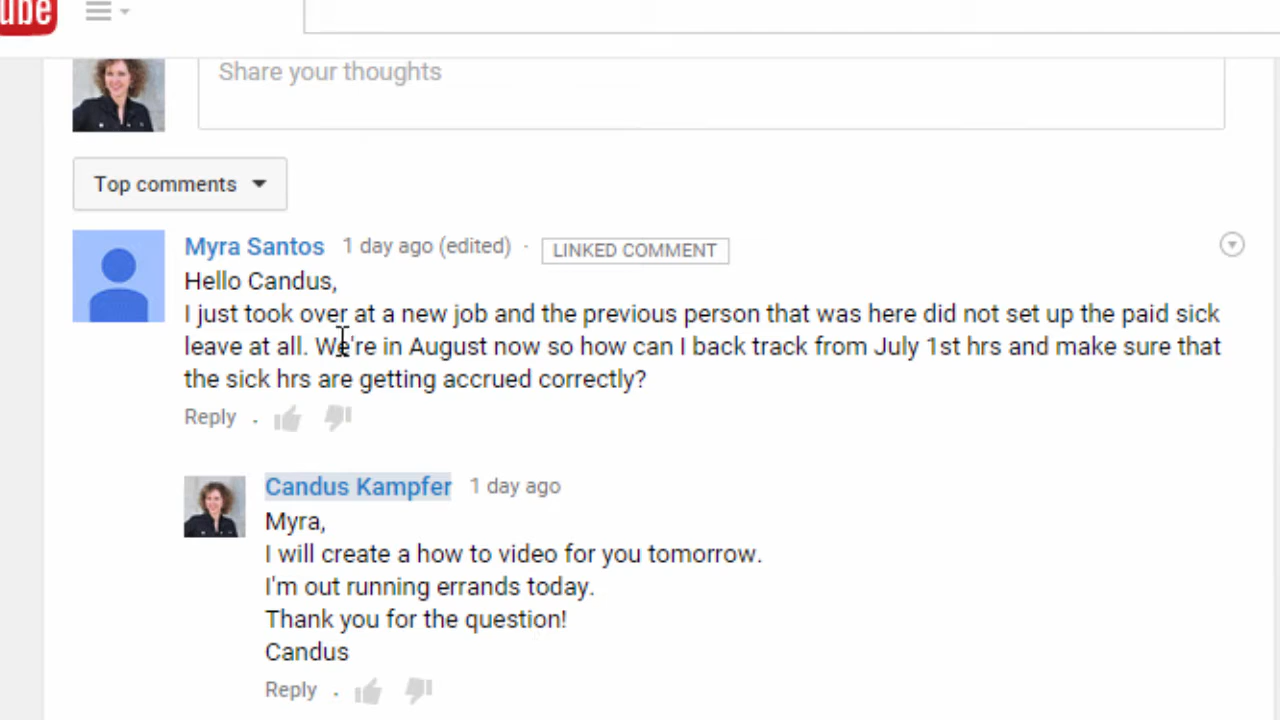 ube
Share your thoughts
Top comments
Myra Santos 1 day ago (edited) · LINKED COMMENT
Hello Candus,
I just took over at a new job and the previous person that was here did not set up the paid sick
leave at all. We're in August now so how can I back track from July 1st hrs and make sure that
the sick hrs are getting accrued correctly?
Reply .
Candus Kampfer 1 day ago
Myra,
I will create a how to video for you tomorrow.
I'm out running errands today.
Thank you for the question!
Candus
Reply .